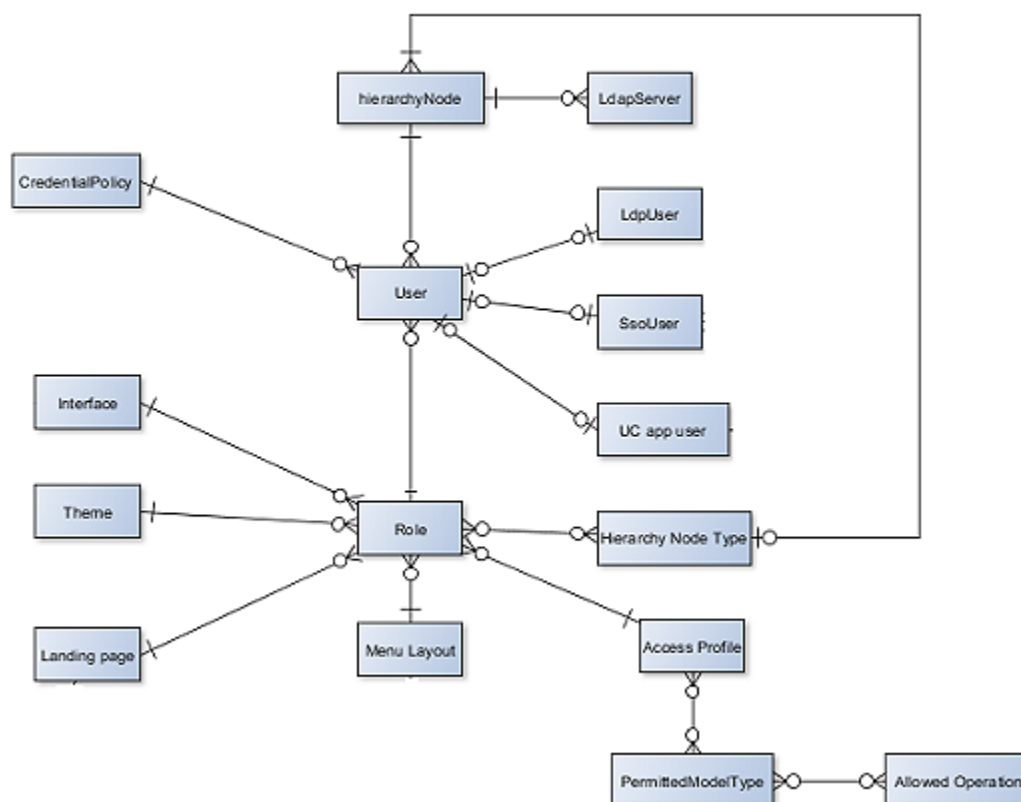 hierarchyNode
LdapServer
CredentialPolicy
LdpUser
User
SsoUser
Interface
UC app user
Theme
Role
Hierarchy Node Type
Landing page
Menu Layout
Access Profile
PermittedModelType
Allowed Operation